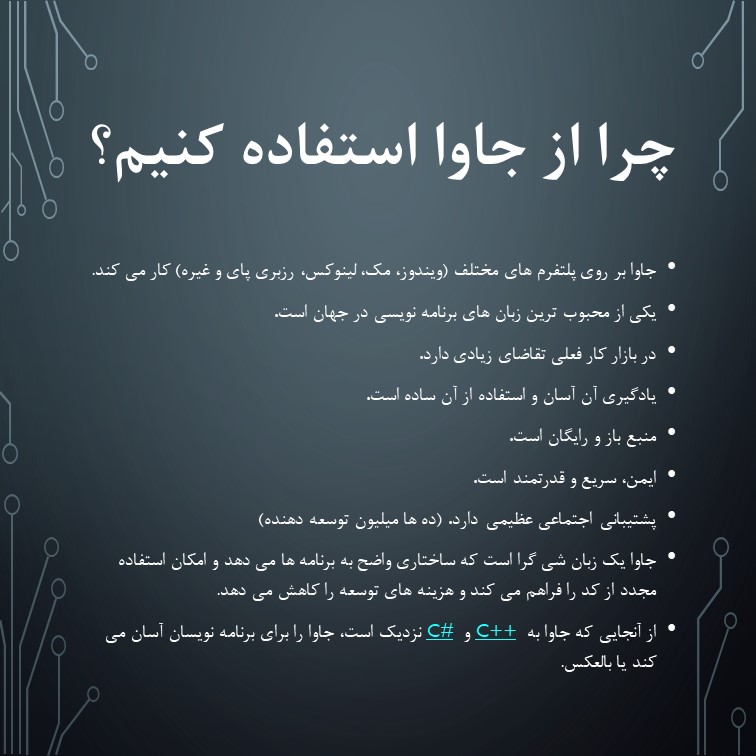 چرا از جاوا استفاده کنیم؟
• جاوا بر روی پلتفرم های مختلف (ویندوز، مک، لینوکس، رزبری پای و غیره) کار می کند.
• یکی از محبوب ترین زبان های برنامه نویسی در جهان است.
• در بازار کار فعلی تقاضای زیادی دارد.
• یادگیری آن آسان و استفاده از آن ساده است.
• منبع باز و رایگان است.
• ایمن، سریع و قدرتمند است.
• پشتیبانی اجتماعی عظیمی دارد. (ده ها میلیون توسعه دهنده)
• جاوا یک زبان شی گرا است که ساختاری واضح به برنامه ها می دهد و امکان استفاده
مجدد از کد را فراهم می کند و هزینه های توسعه را کاهش می دهد.
• از آنجایی که جاوا به C++ و C# نزدیک است، جاوا را برای برنامه نویسان آسان می
کند یا بالعکس.